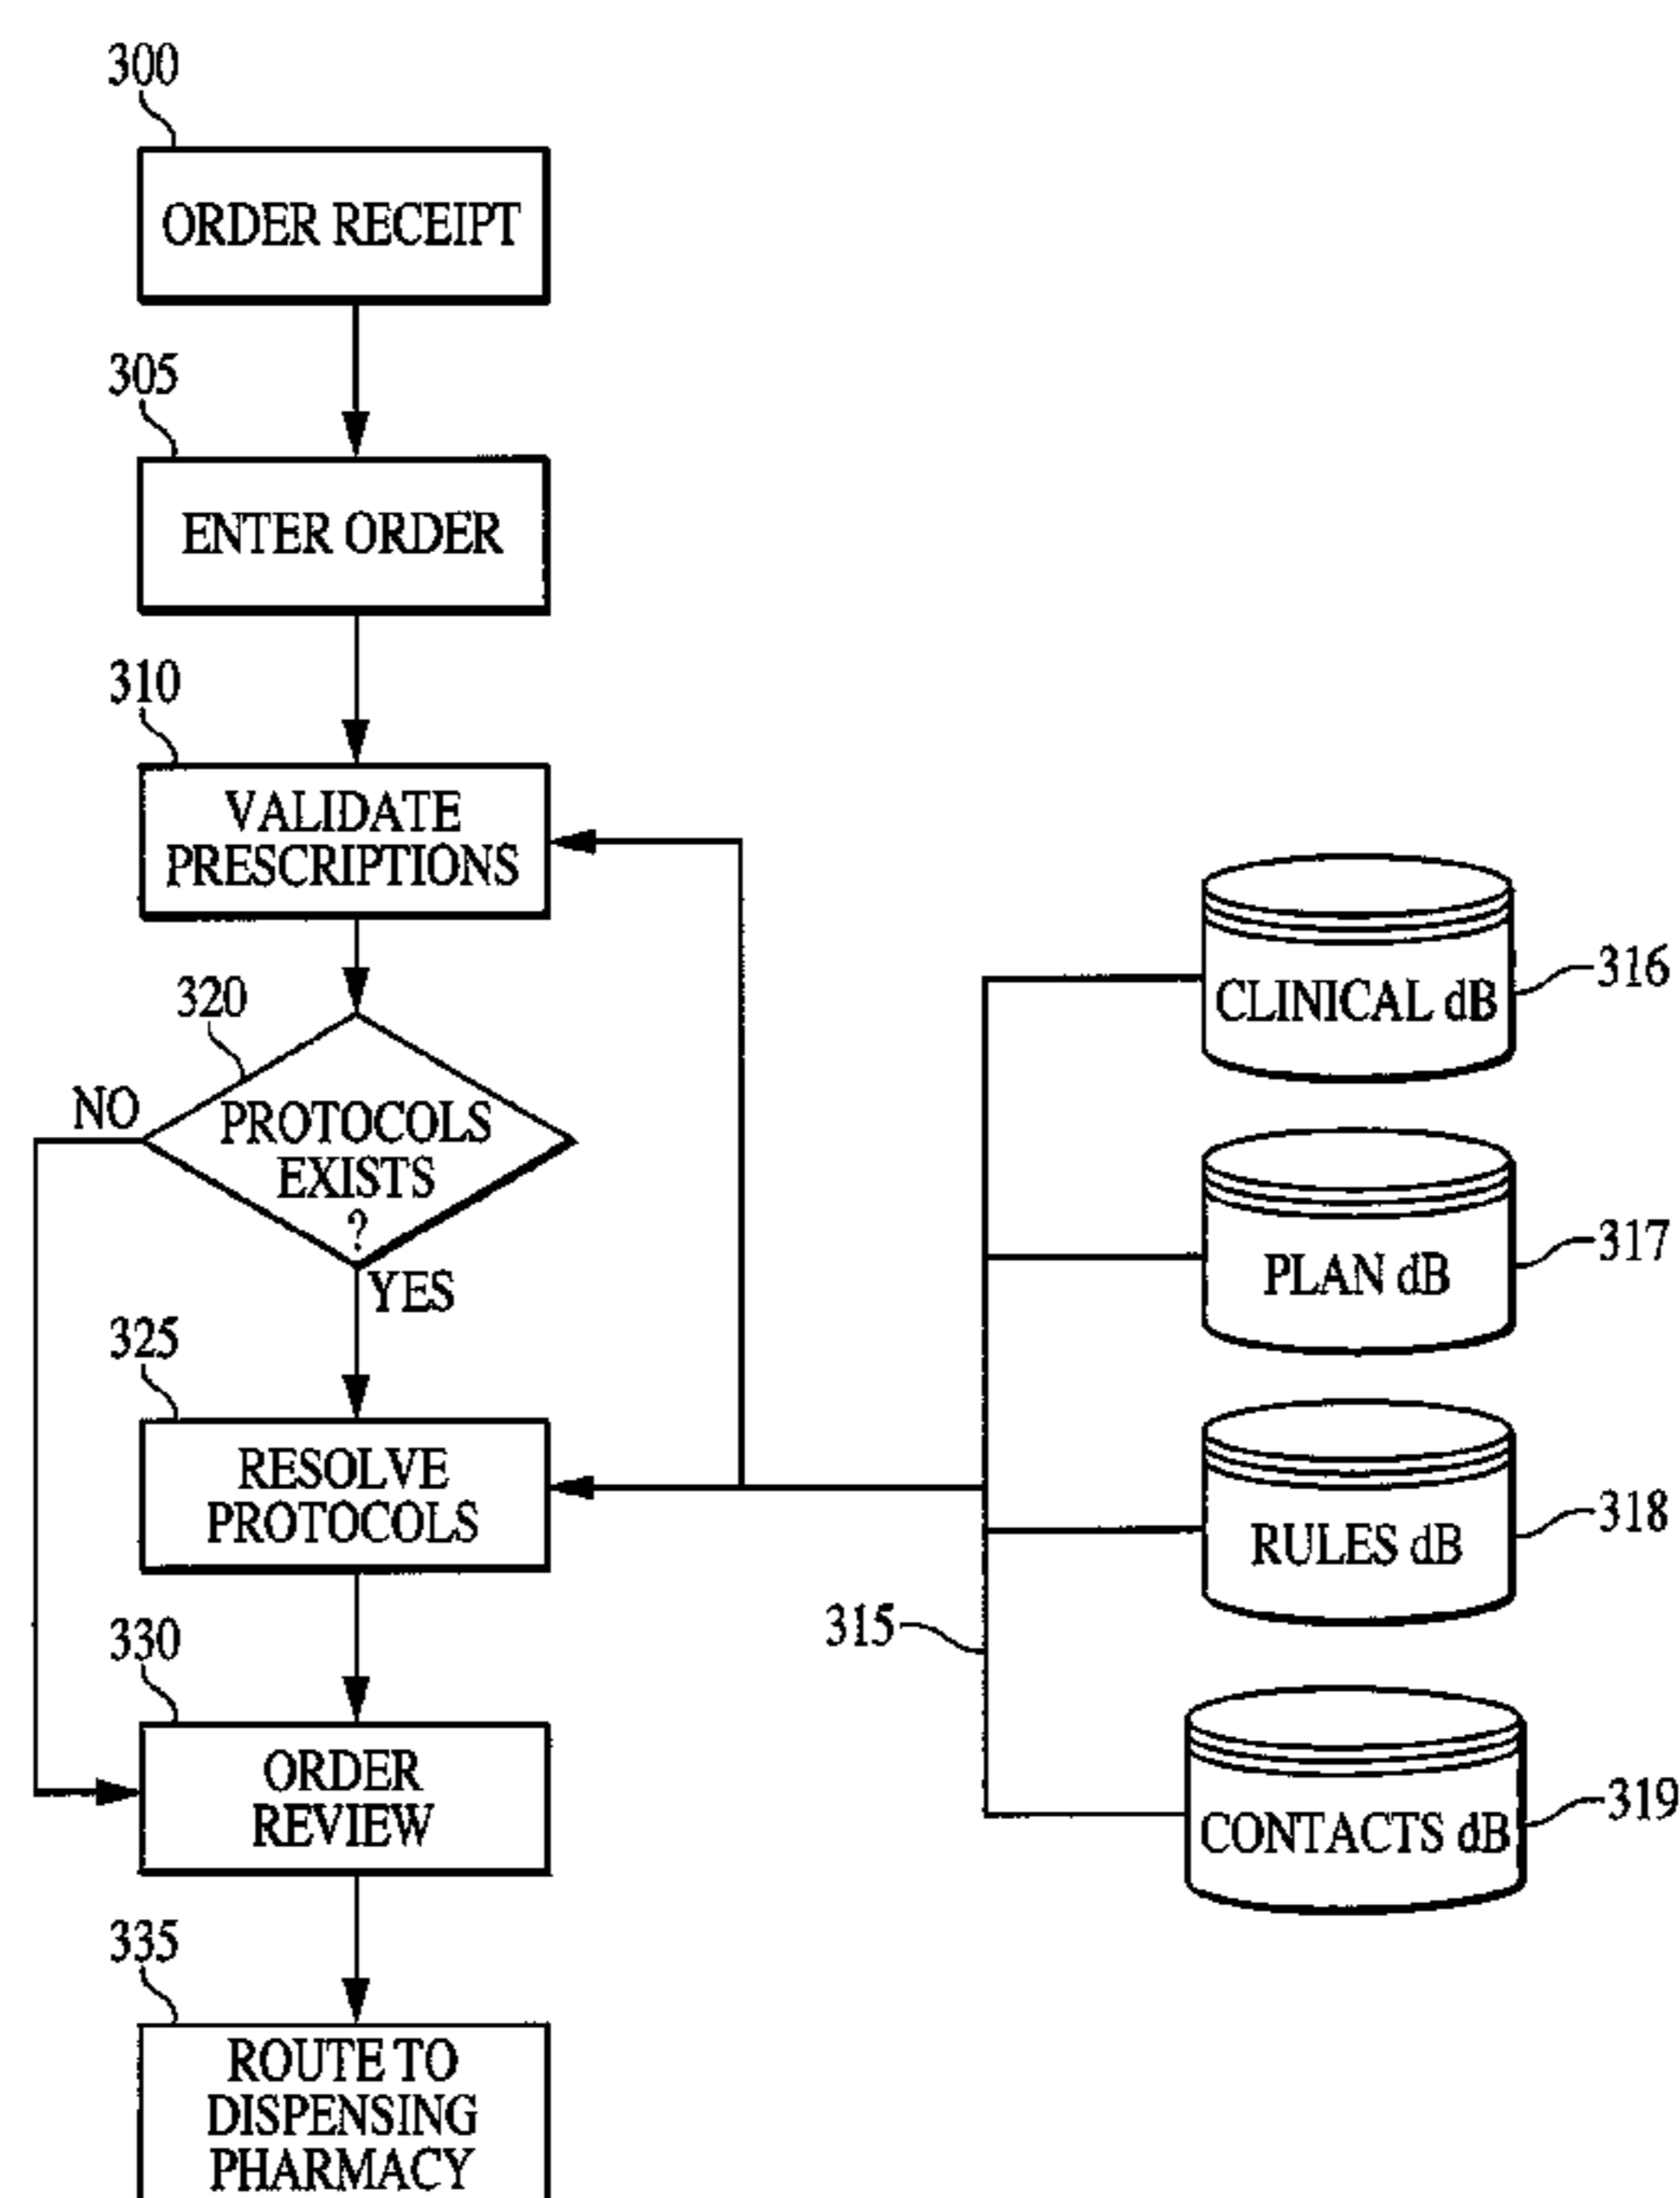 300
ORDER RECEIPT
305
ENTER ORDER
310
VALIDATE
PRESCRIPTIONS
320
NO
PROTOCOLS
EXISTS
?
YES
325
RESOLVE
PROTOCOLS
330
ORDER
REVIEW
335
ROUTE TO
DISPENSING
PHARMACY
315
CLINICAL dB
316
PLAN dB
317
RULES dB
318
CONTACTS dB
319